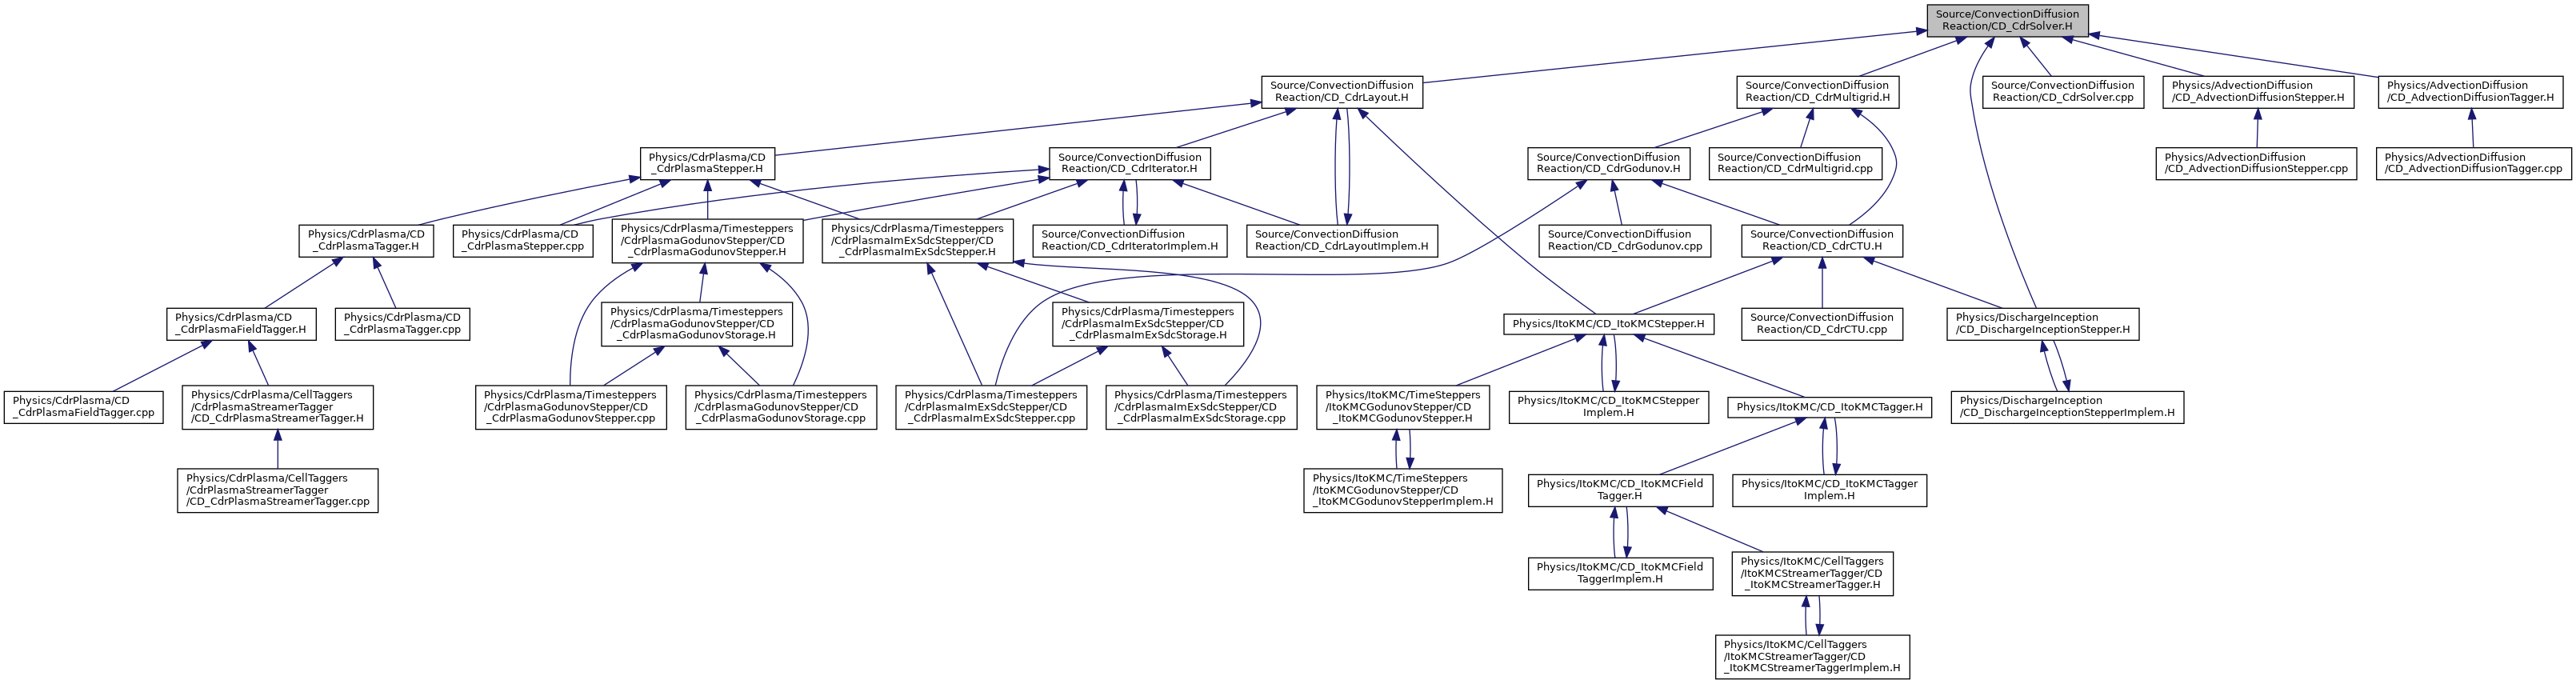 Source/ConvectionDiffusion
Reaction/CD_CdrSolver.H
Source/ConvectionDiffusion
Reaction/CD_CdrLayout.H
Source/ConvectionDiffusion
Reaction/CD_CdrMultigrid.H
Source/ConvectionDiffusion
Reaction/CD_CdrSolver.cpp
Physics/AdvectionDiffusion
/CD_AdvectionDiffusionStepper.H
Physics/AdvectionDiffusion
/CD_AdvectionDiffusionTagger.H
Physics/CdrPlasma/CD
_CdrPlasmaStepper.H
Source/ConvectionDiffusion
Reaction/CD_CdrIterator.H
Source/ConvectionDiffusion
Reaction/CD_CdrGodunov.H
Source/ConvectionDiffusion
Reaction/CD_CdrMultigrid.cpp
Physics/AdvectionDiffusion
/CD_AdvectionDiffusionStepper.cpp
Physics/AdvectionDiffusion
/CD_AdvectionDiffusionTagger.cpp
Physics/CdrPlasma/CD
_CdrPlasmaTagger.H
Physics/CdrPlasma/CD
_CdrPlasmaStepper.cpp
Physics/CdrPlasma/Timesteppers
/CdrPlasmaGodunovStepper/CD
_CdrPlasmaGodunovStepper.H
Physics/CdrPlasma/Timesteppers
/CdrPlasmaImExSdcStepper/CD
_CdrPlasmaImExSdcStepper.H
Source/ConvectionDiffusion
Reaction/CD_CdrIteratorImplem.H
Source/ConvectionDiffusion
Reaction/CD_CdrLayoutImplem.H
Source/ConvectionDiffusion
Reaction/CD_CdrGodunov.cpp
Source/ConvectionDiffusion
Reaction/CD_CdrCTU.H
Physics/CdrPlasma/CD
_CdrPlasmaFieldTagger.H
Physics/CdrPlasma/CD
_CdrPlasmaTagger.cpp
Physics/CdrPlasma/Timesteppers
/CdrPlasmaGodunovStepper/CD
_CdrPlasmaGodunovStorage.H
Physics/CdrPlasma/Timesteppers
/CdrPlasmaImExSdcStepper/CD
_CdrPlasmaImExSdcStorage.H
Physics/ItoKMC/CD_ItoKMCStepper.H
Source/ConvectionDiffusion
Reaction/CD_CdrCTU.cpp
Physics/DischargeInception
/CD_DischargeInceptionStepper.H
Physics/CdrPlasma/CD
_CdrPlasmaFieldTagger.cpp
Physics/CdrPlasma/CellTaggers
/CdrPlasmaStreamerTagger
/CD_CdrPlasmaStreamerTagger.H
Physics/CdrPlasma/Timesteppers
/CdrPlasmaGodunovStepper/CD
_CdrPlasmaGodunovStepper.cpp
Physics/CdrPlasma/Timesteppers
/CdrPlasmaGodunovStepper/CD
_CdrPlasmaGodunovStorage.cpp
Physics/CdrPlasma/Timesteppers
/CdrPlasmaImExSdcStepper/CD
_CdrPlasmaImExSdcStepper.cpp
Physics/CdrPlasma/Timesteppers
/CdrPlasmaImExSdcStepper/CD
_CdrPlasmaImExSdcStorage.cpp
Physics/ItoKMC/TimeSteppers
/ItoKMCGodunovStepper/CD
_ItoKMCGodunovStepper.H
Physics/ItoKMC/CD_ItoKMCStepper
Implem.H
Physics/ItoKMC/CD_ItoKMCTagger.H
Physics/DischargeInception
/CD_DischargeInceptionStepperImplem.H
Physics/CdrPlasma/CellTaggers
/CdrPlasmaStreamerTagger
/CD_CdrPlasmaStreamerTagger.cpp
Physics/ItoKMC/TimeSteppers
/ItoKMCGodunovStepper/CD
_ItoKMCGodunovStepperImplem.H
Physics/ItoKMC/CD_ItoKMCField
Tagger.H
Physics/ItoKMC/CD_ItoKMCTagger
Implem.H
Physics/ItoKMC/CD_ItoKMCField
TaggerImplem.H
Physics/ItoKMC/CellTaggers
/ItoKMCStreamerTagger/CD
_ItoKMCStreamerTagger.H
Physics/ItoKMC/CellTaggers
/ItoKMCStreamerTagger/CD
_ItoKMCStreamerTaggerImplem.H